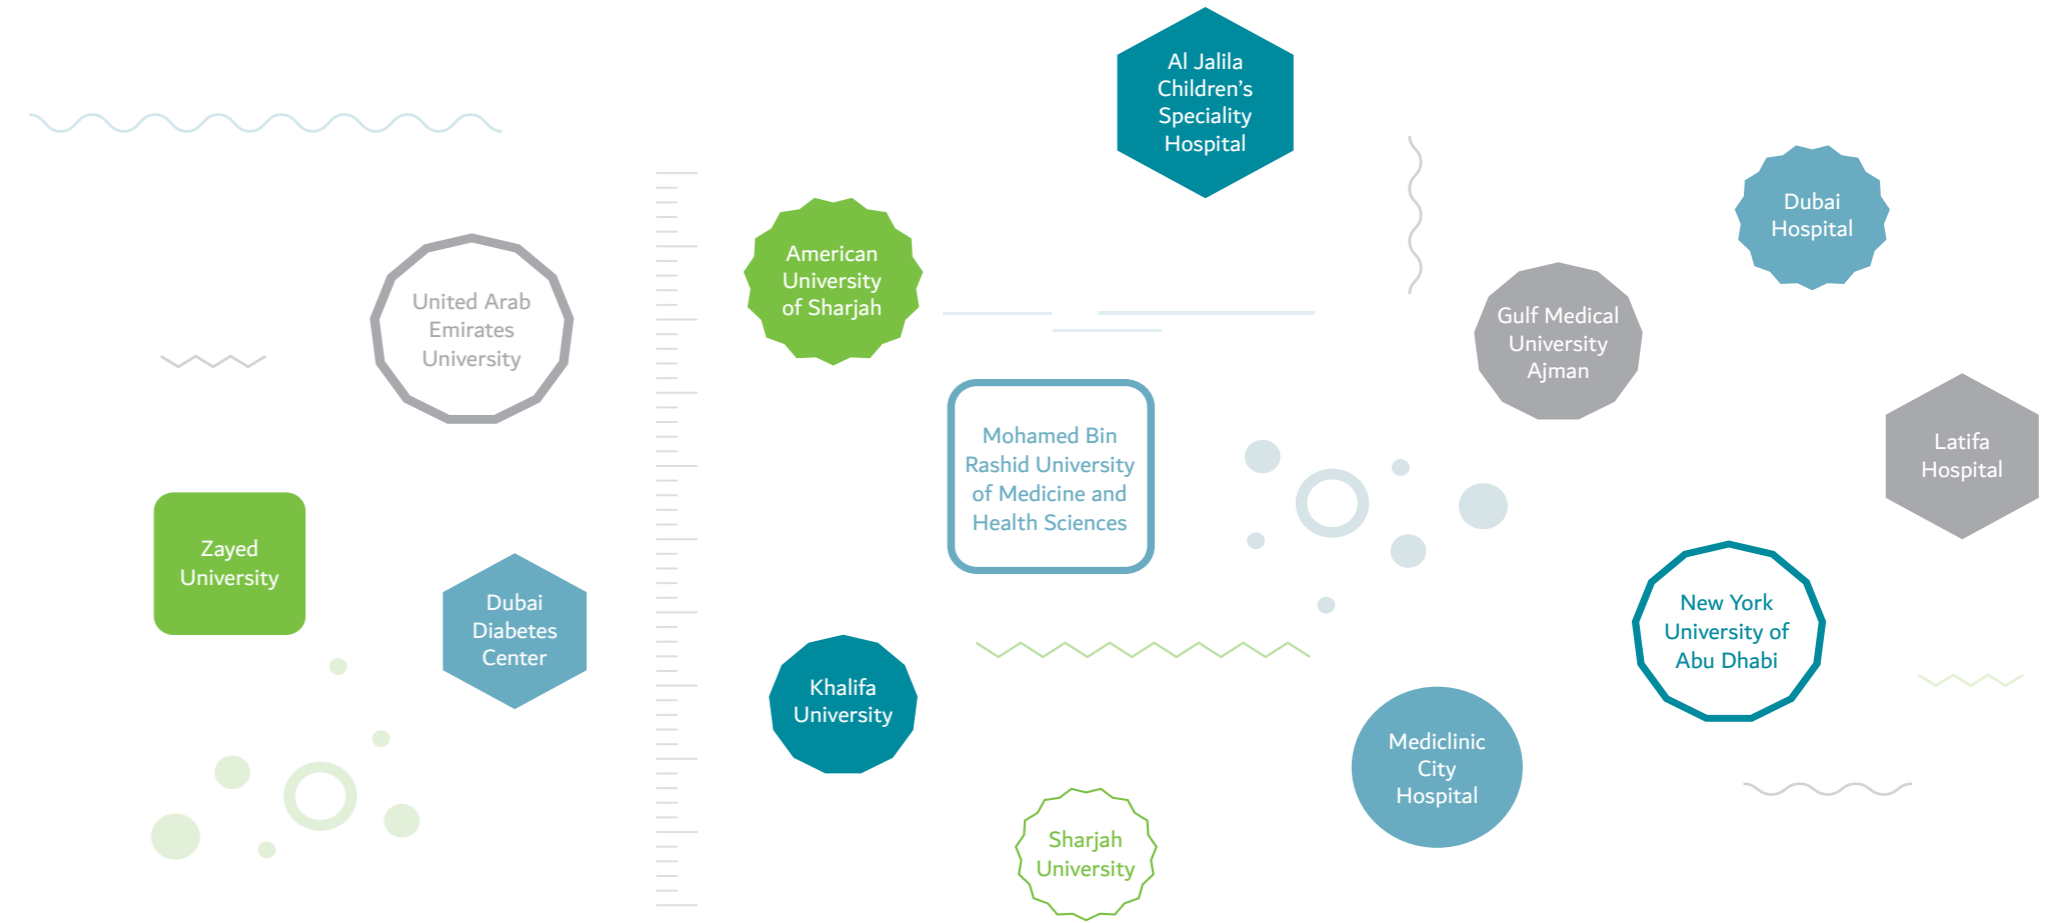 Al Jalila
Children's
Speciality
Hospital
Dubai
Hospital
American
University
of Sharjah
United Arab
Emirates
University
Gulf Medical
University
Ajman
Mohamed Bin
Rashid University
of Medicine and
Health Sciences
Latifa
Hospital
Zayed
University
Dubai
Diabetes
Center
New York
University of
Abu Dhabi
Khalifa
University
Mediclinic
City
Hospital
Sharjah
University